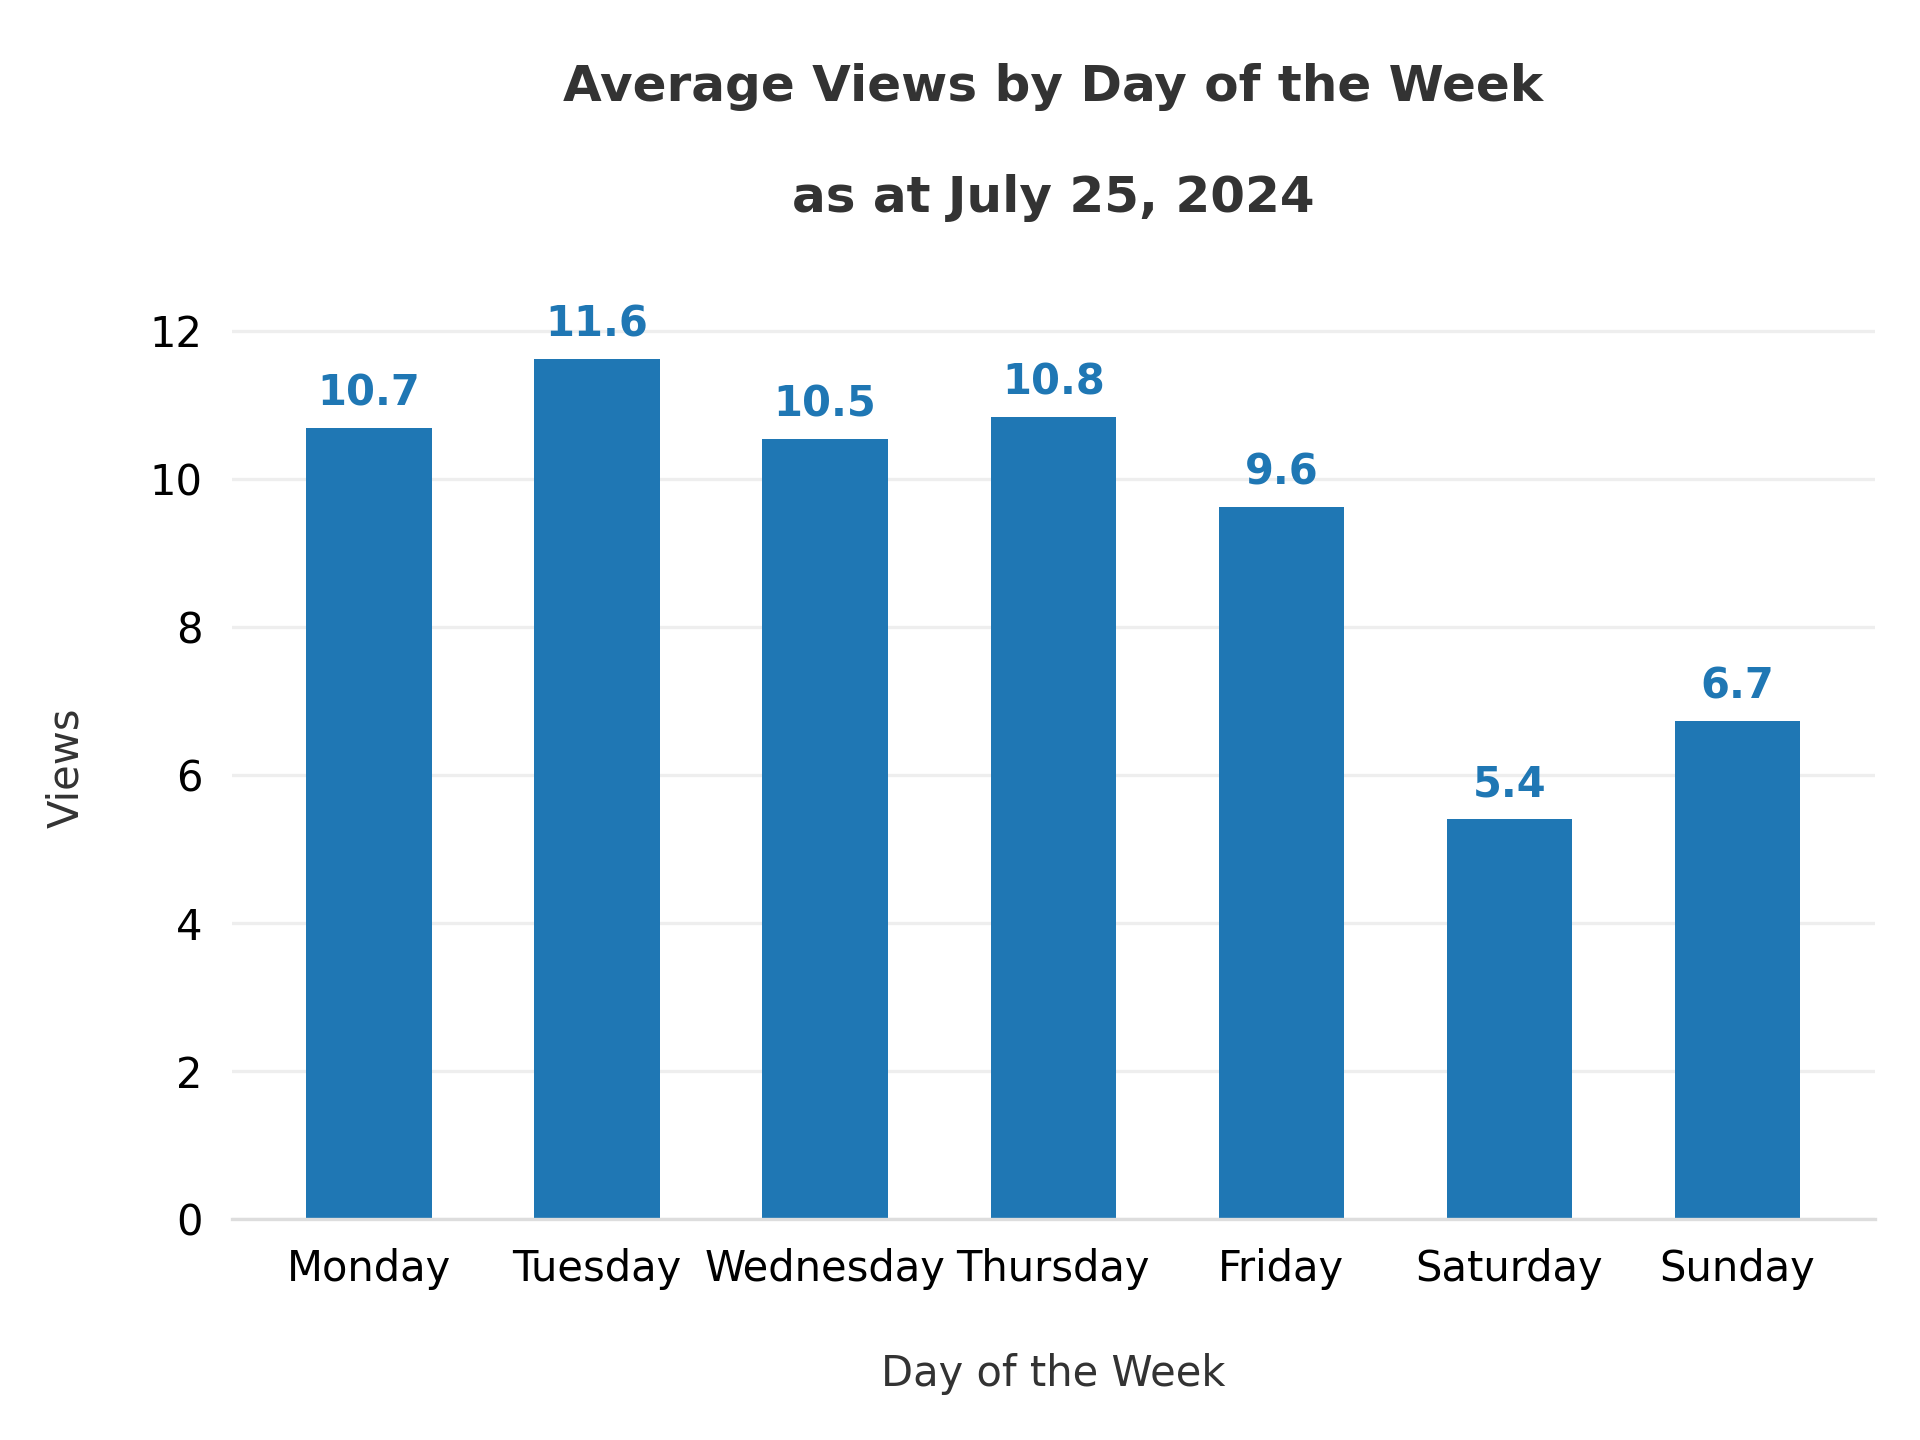 Average Views by Day of the Week
as at July 25, 2024
12
10
8
6
4
2
0
Views
10.7
11.6
10.5
10.8
9.6
5.4
6.7
Monday Tuesday Wednesday Thursday Friday Saturday Sunday
Day of the Week